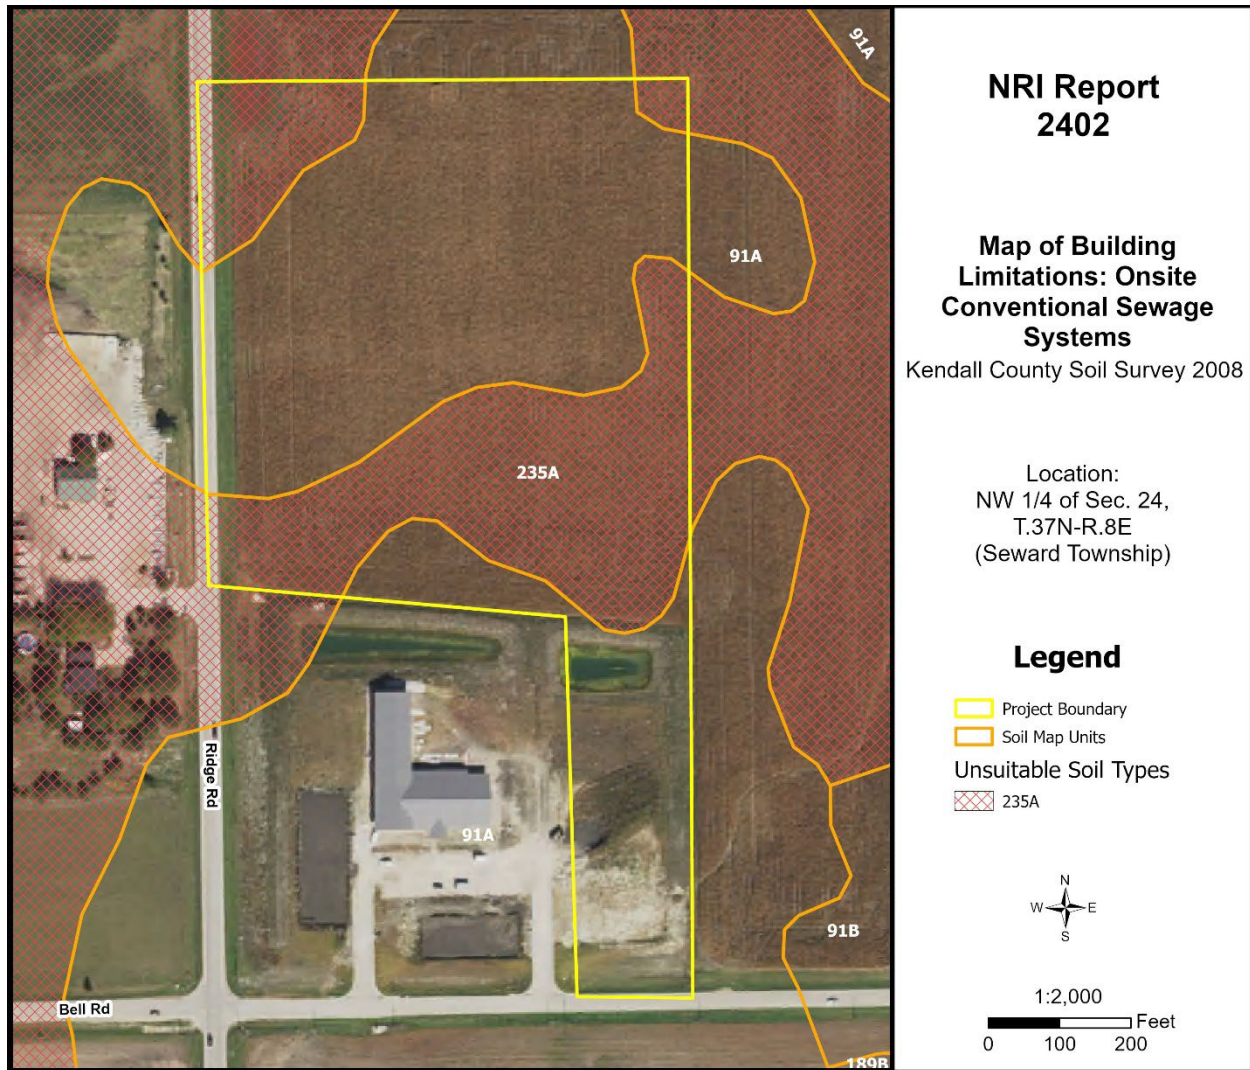 91A
91A
235A
Ridge Rd
91A
91B
Bell Rd
189B
NRI Report
2402
Map of Building
Limitations: Onsite
Conventional Sewage
Systems
Kendall County Soil Survey 2008
Location:
NW 1/4 of Sec. 24,
T.37N-R.8E
(Seward Township)
Legend
Project Boundary
Soil Map Units
Unsuitable Soil Types
235A
N
W E
S
1:2,000
Feet
0 100 200